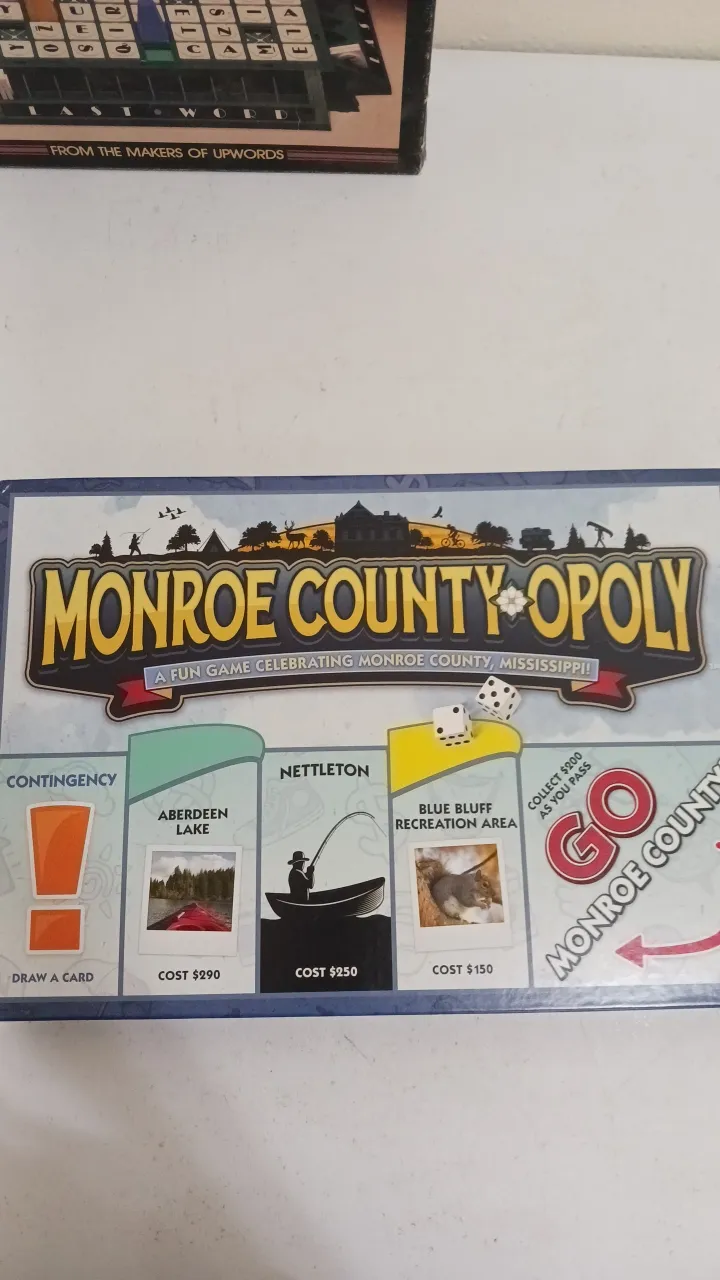 LAST WORD
FROM THE MAKERS OF UPWORDS
MONROE COUNTY OPOLY
A FUN GAME CELEBRATING MONROE COUNTY, MISSISSIPPI!
CONTINGENCY
!
DRAW A CARD
ABERDEEN
LAKE
COST $290
NETTLETON
COST $250
BLUE BLUFF
RECREATION AREA
COST $150
COLLECT $200
AS YOU PASS
GO
MONROE COUNTY